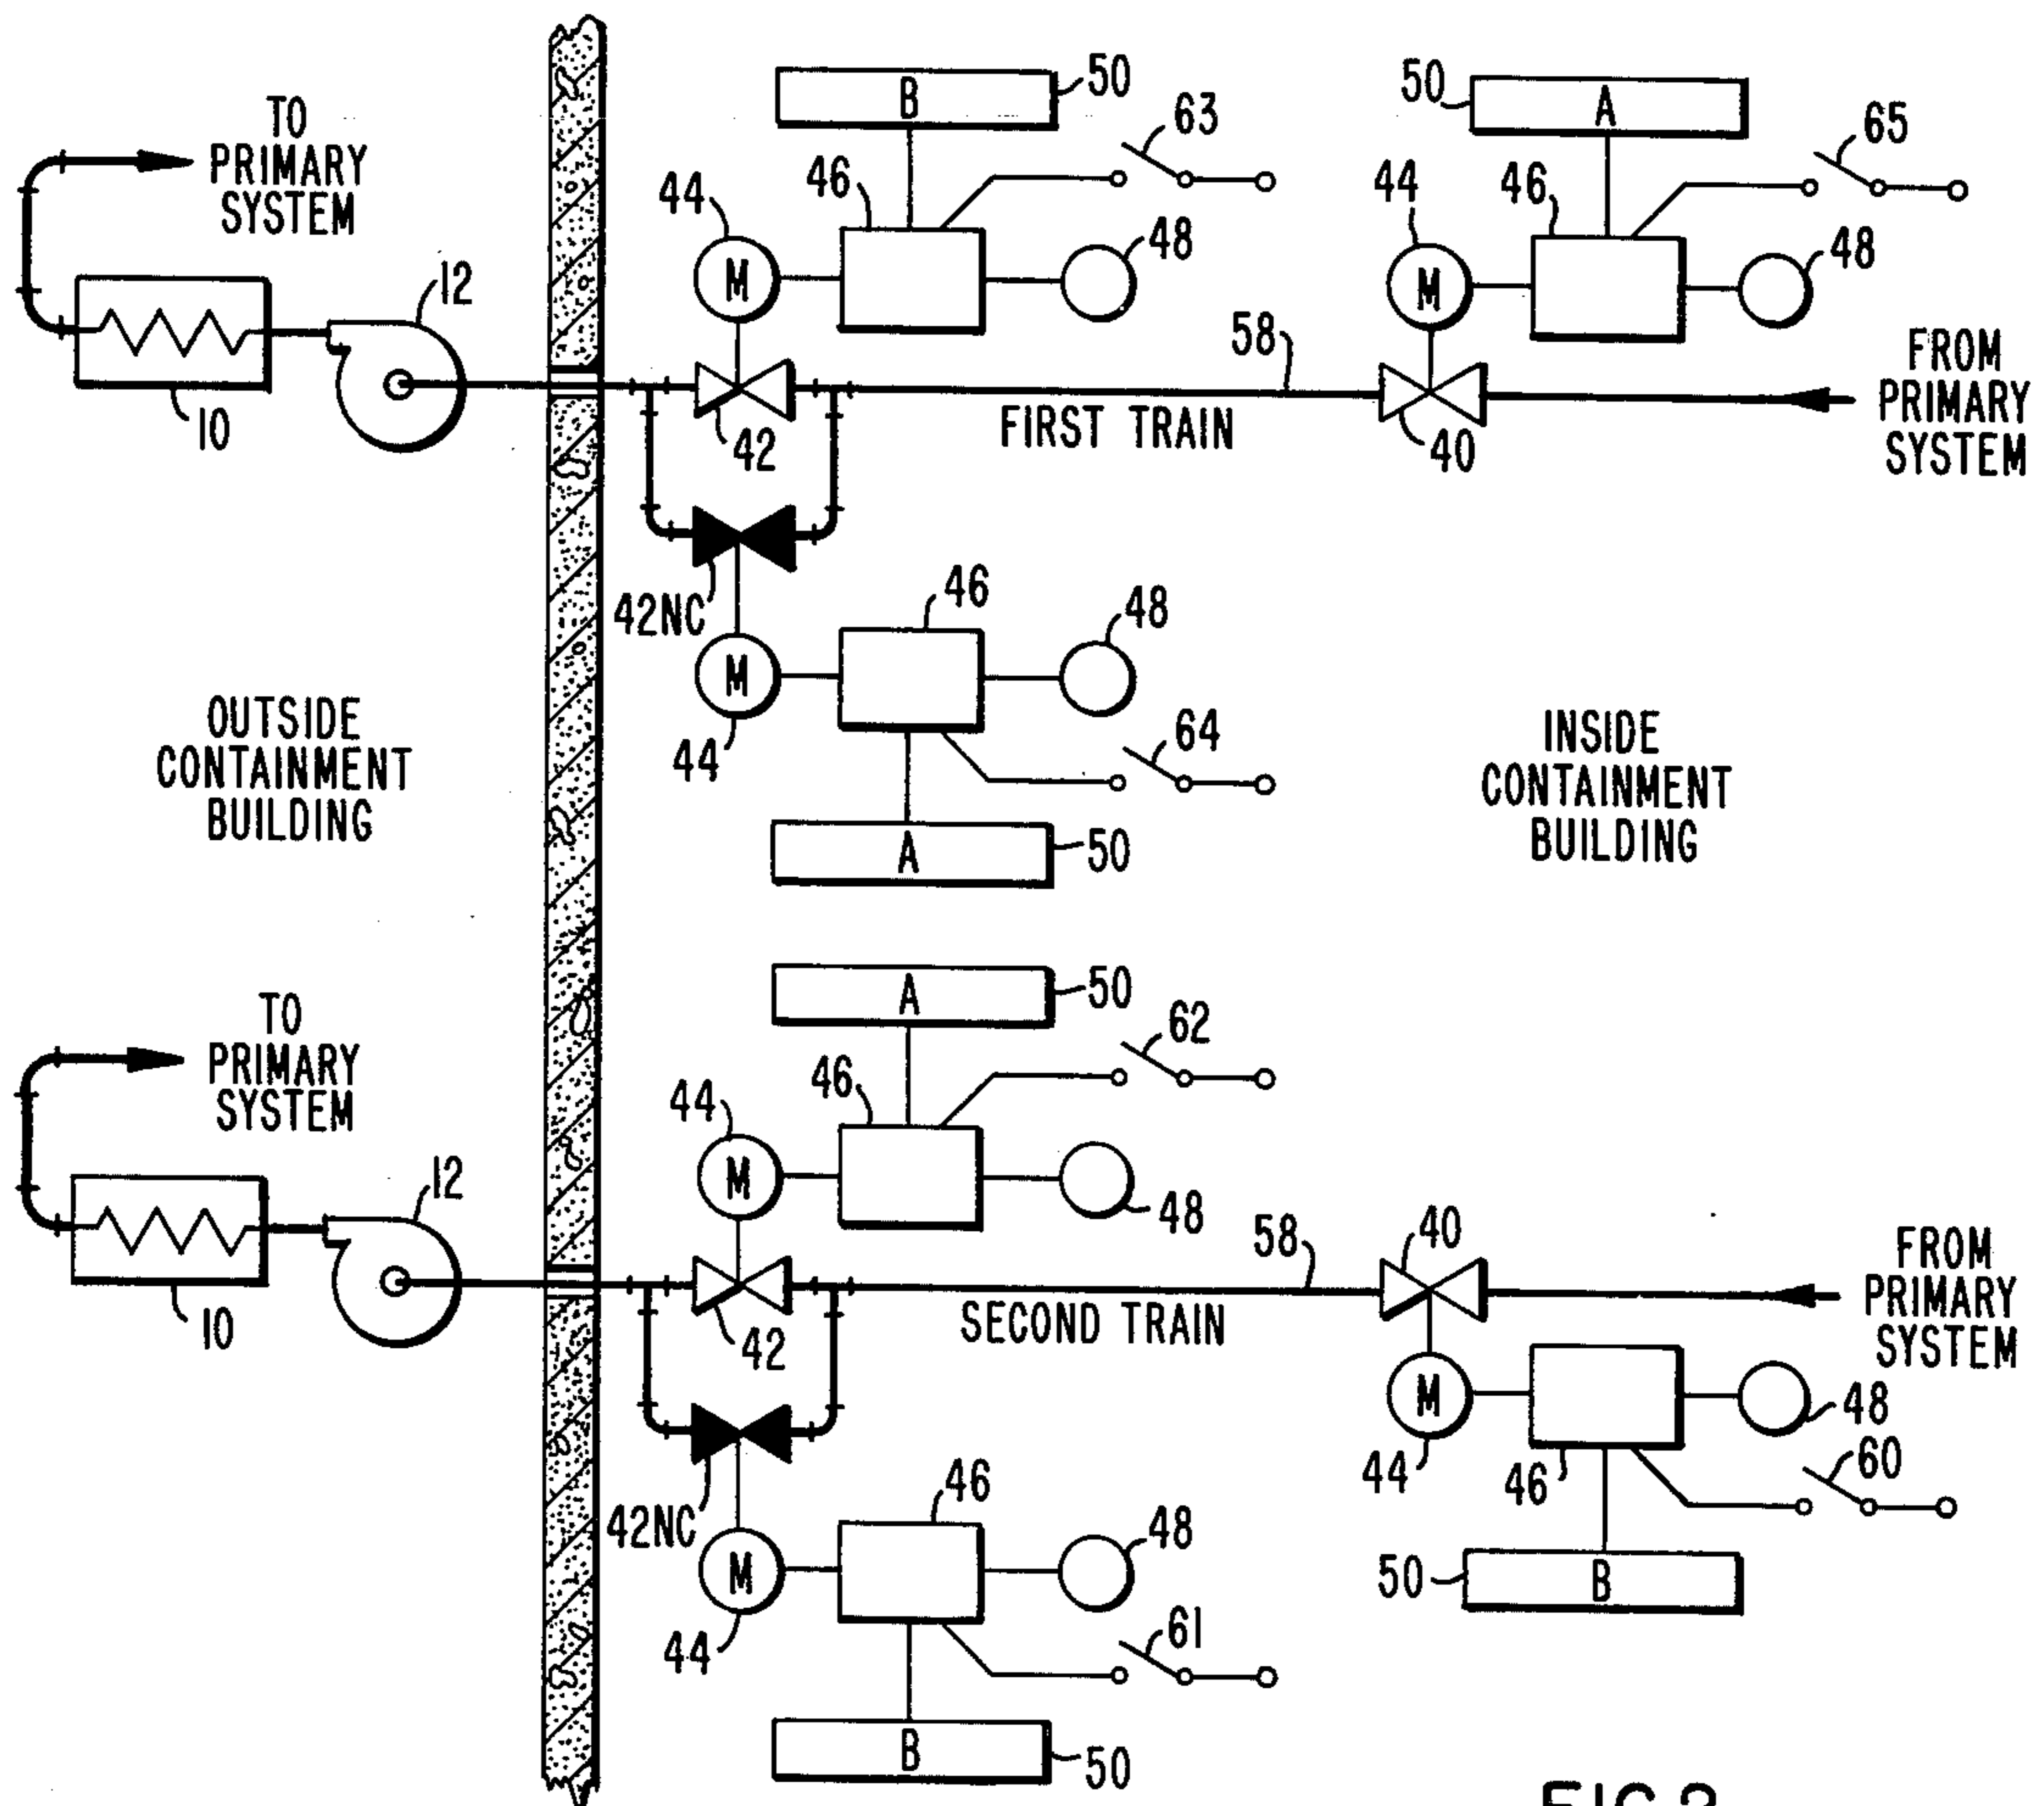 TO
PRIMARY
SYSTEM
12
10
B
50
63
46
44
M
48
42
42NC
58
FIRST TRAIN
50
A
65
44
46
M
48
40
FROM
PRIMARY
SYSTEM
46
48
M
44
64
A
50
OUTSIDE
CONTAINMENT
BUILDING
INSIDE
CONTAINMENT
BUILDING
TO
PRIMARY
SYSTEM
12
10
A
50
62
46
44
M
48
42
42NC
58
SECOND TRAIN
40
FROM
PRIMARY
SYSTEM
M
44
46
48
60
50
B
46
48
M
44
61
B
50